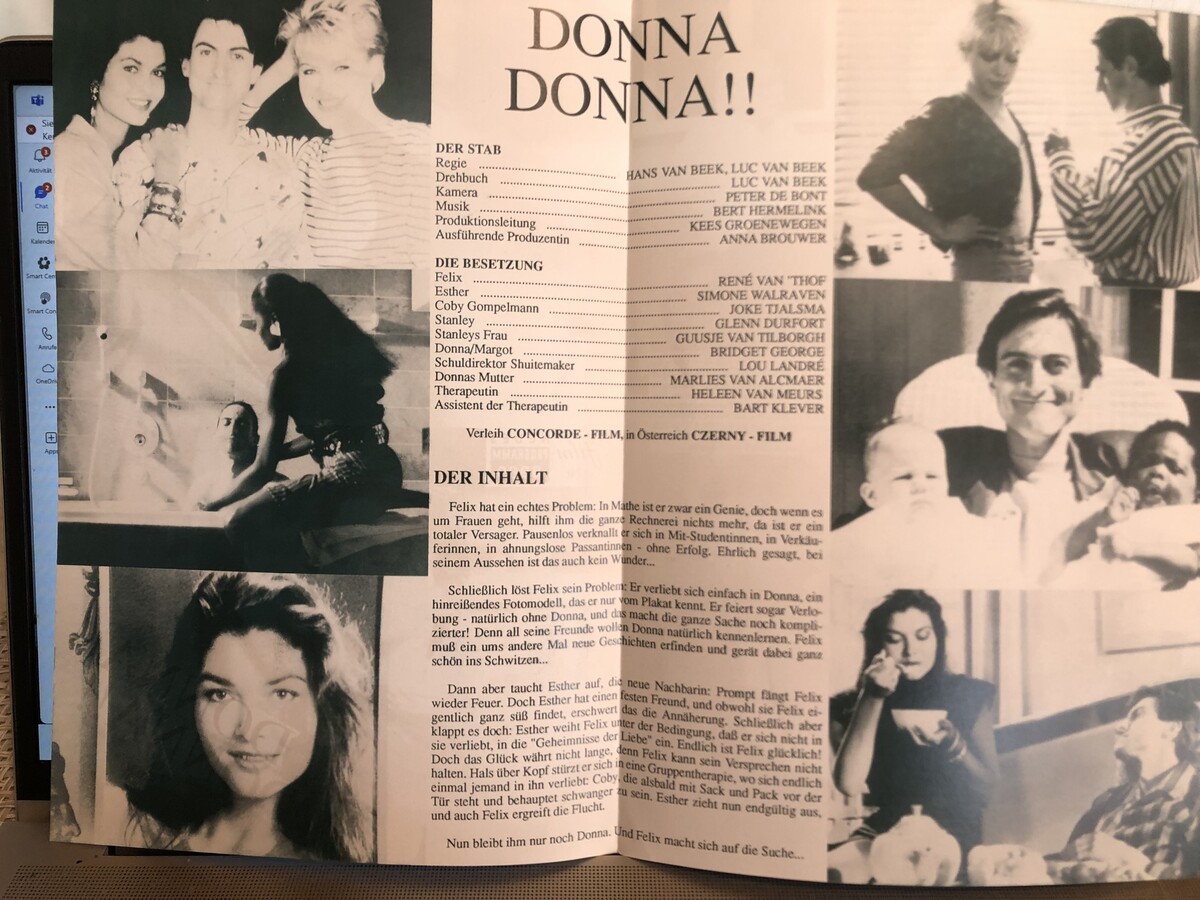 DONNA
DONNA!!
DER STAB
Regie ........ HANS VAN BEEK, LUC VAN BEEK
Drehbuch ........ LUC VAN BEEK
Kamera ........ PETER DE BONT
Musik ........ BERT HERMELINK
Produktionsleitung ........ KEES GROENEWEGEN
Ausführende Produzentin ........ ANNA BROUWER
DIE BESETZUNG
Felix ........ RENÉ VAN 'THOF
Esther ........ SIMONE WALRAVEN
Coby Gompelmann ........ JOKE TJALSMA
Stanley ........ GLENN DURFORT
Stanleys Frau ........ GUUSJE VAN TILBORGH
Donna/Margot ........ BRIDGET GEORGE
Schuldirektor Shuitemaker ........ LOU LANDRÉ
Donnas Mutter ........ MARLIES VAN ALCMAER
Therapeutin ........ HELEEN VAN MEURS
Assistent der Therapeutin ........ BART KLEVER
Verleih CONCORDE - FILM, in Österreich CZERNY - FILM
DER INHALT
Felix hat ein echtes Problem: In Mathe ist er zwar ein Genie, doch wenn es
um Frauen geht, hilft ihm die ganze Rechnerei nichts mehr, da ist er ein
totaler Versager. Pausenlos verknallt er sich in Mit-Studentinnen, in Verkäu-
ferinnen, in ahnungslose Passantinnen - ohne Erfolg. Ehrlich gesagt, bei
seinem Aussehen ist das auch kein Wunder...
Schließlich löst Felix sein Problem: Er verliebt sich einfach in Donna, ein
hinreißendes Fotomodell, das er nur vom Plakat kennt. Er feiert sogar Verlo-
bung - natürlich ohne Donna, und das macht die ganze Sache noch kompli-
zierter! Denn all seine Freunde wollen Donna natürlich kennenlernen. Felix
muß ein ums andere Mal neue Geschichten erfinden und gerät dabei ganz
schön ins Schwitzen...
Dann aber taucht Esther auf, die neue Nachbarin: Prompt fängt Felix
wieder Feuer. Doch Esther hat einen festen Freund, und obwohl sie Felix ei-
gentlich ganz süß findet, erschwert das die Annäherung. Schließlich aber
klappt es doch: Esther weiht Felix unter der Bedingung, daß er sich nicht in
sie verliebt, in die "Geheimnisse der Liebe" ein. Endlich ist Felix glücklich!
Doch das Glück währt nicht lange, denn Felix kann sein Versprechen nicht
halten. Hals über Kopf stürzt er sich in eine Gruppentherapie, wo sich endlich
einmal jemand in ihn verliebt: Coby, die alsbald mit Sack und Pack vor der
Tür steht und behauptet schwanger zu sein. Esther zieht nun endgültig aus,
und auch Felix ergreift die Flucht.
Nun bleibt ihm nur noch Donna. Und Felix macht sich auf die Suche...
Sie
Ke
Aktivität
Chat
Kalender
Smart Cen
Smart Con
Anrufe
OneDriv
Apps